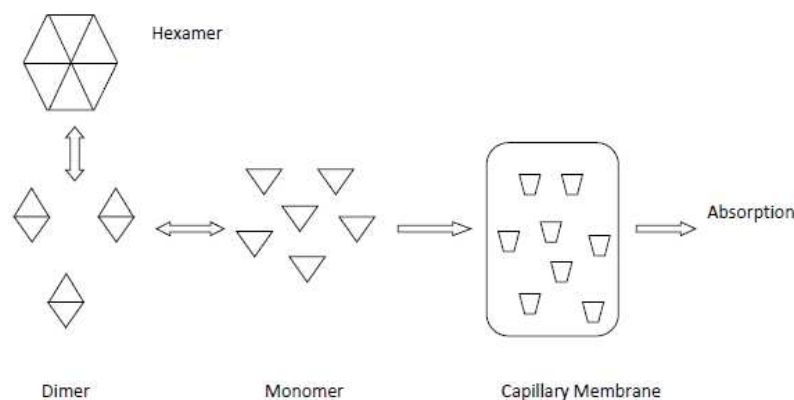 Hexamer
Absorption
Dimer
Monomer
Capillary Membrane